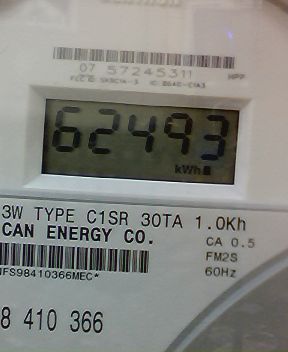 07 57245311
62493
kWh
3W TYPE C1SR 30TA 1.0Kh
CAN ENERGY CO.
CA 0.5
FM2S
60Hz
NFS98410366MEC*
8 410 366